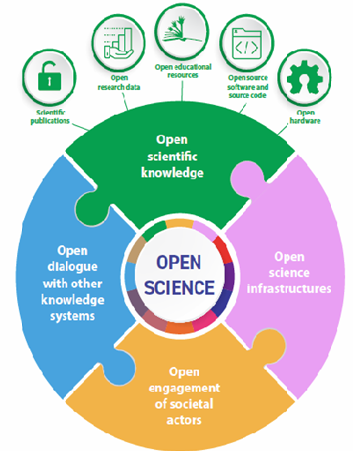 Open
research data
Open educational
resources
Open source
software and
source code
Scientific
publications
Open
hardware
Open
scientific
knowledge
Open
dialogue
with other
knowledge
systems
OPEN
SCIENCE
Open
science
infrastructures
Open
engagement
of societal
actors